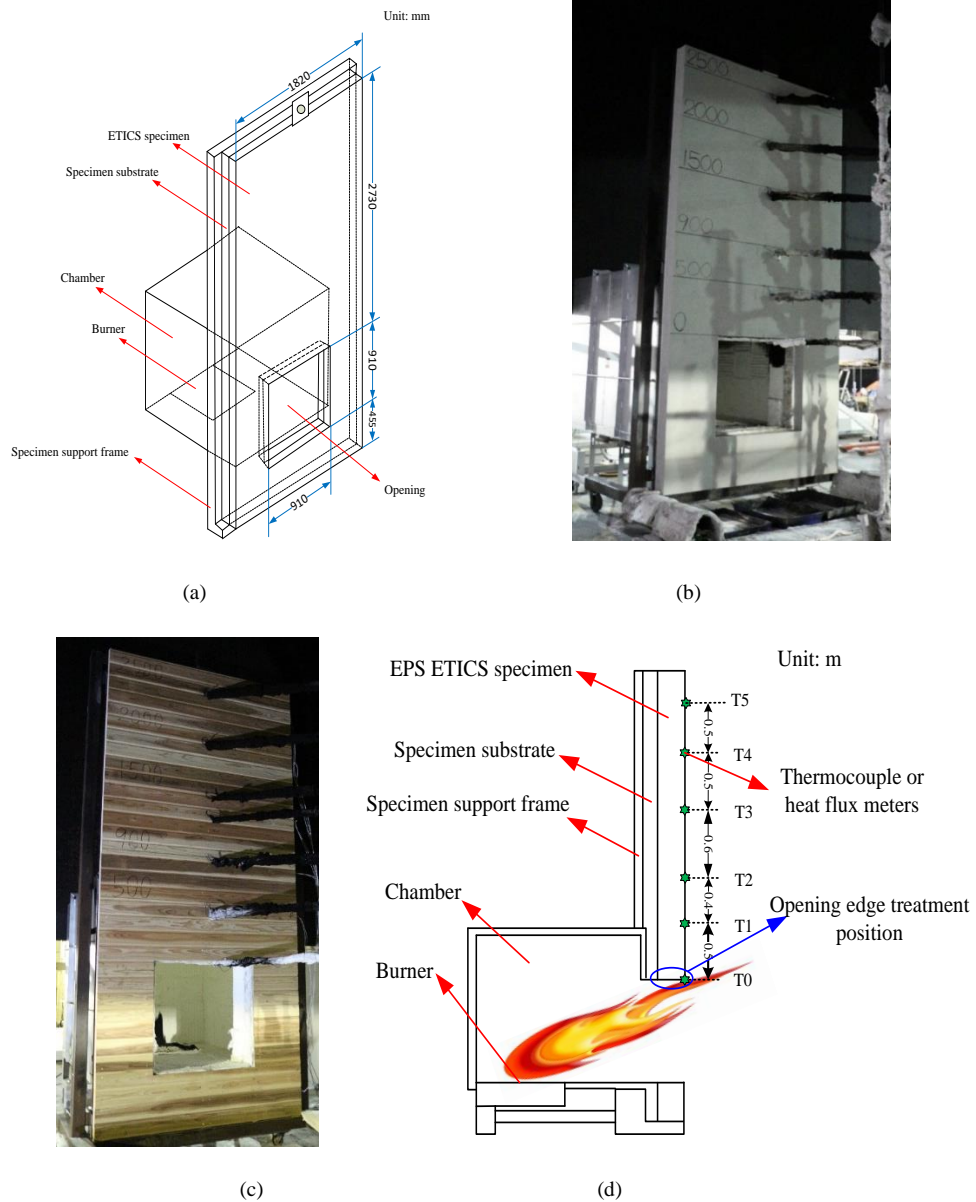 Unit: mm
1820
ETICS specimen
Specimen substrate
2730
Chamber
Burner
910
455
Specimen support frame
Opening
910
(a)
2500
2000
1500
900
500
0
(b)
2500
2000
1500
900
500
(c)
EPS ETICS specimen
Unit: m
T5
0.5
Specimen substrate
T4
Thermocouple or
heat flux meters
0.5
Specimen support frame
T3
0.6
T2
Chamber
0.4
Opening edge treatment
position
T1
0.5
Burner
T0
(d)